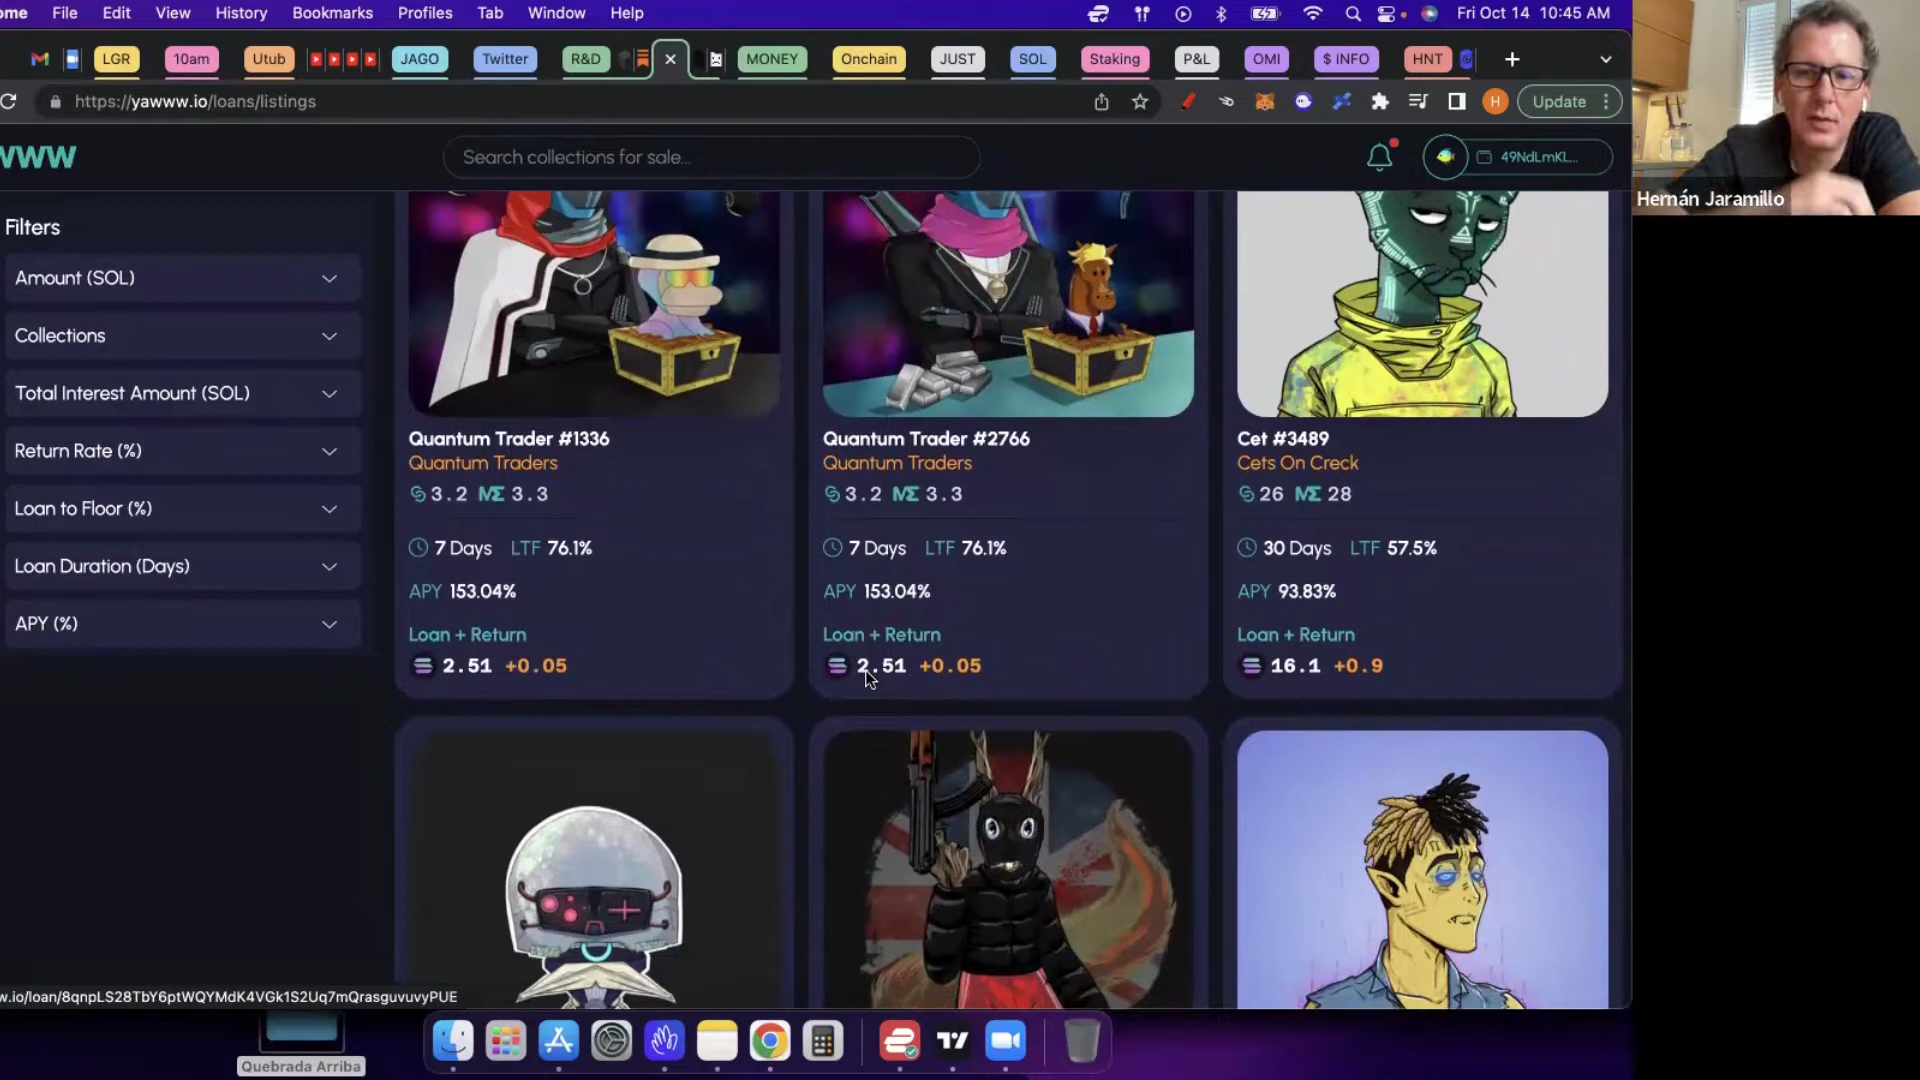 ome File Edit View History Bookmarks Profiles Tab Window Help Fri Oct 14 10:45 AM
LGR 10am Utub JAGO Twitter R&D MONEY Onchain JUST SOL Staking P&L OMI $ INFO HNT
https://yawww.io/loans/listings H Update
www Search collections for sale... 49NdLmKL...
Hernán Jaramillo
Filters
Amount (SOL)
Collections
Total Interest Amount (SOL)
Return Rate (%)
Loan to Floor (%)
Loan Duration (Days)
APY (%)
Quantum Trader #1336
Quantum Traders
3.2 ME 3.3
7 Days LTF 76.1%
APY 153.04%
Loan + Return
2.51 +0.05
Quantum Trader #2766
Quantum Traders
3.2 ME 3.3
7 Days LTF 76.1%
APY 153.04%
Loan + Return
2.51 +0.05
Cet #3489
Cets On Creck
26 ME 28
30 Days LTF 57.5%
APY 93.83%
Loan + Return
16.1 +0.9
w.io/loan/8qnpLS28TbY6ptWQYMdK4VGk1S2Uq7mQrasguvuvyPUE
Quebrada Arriba